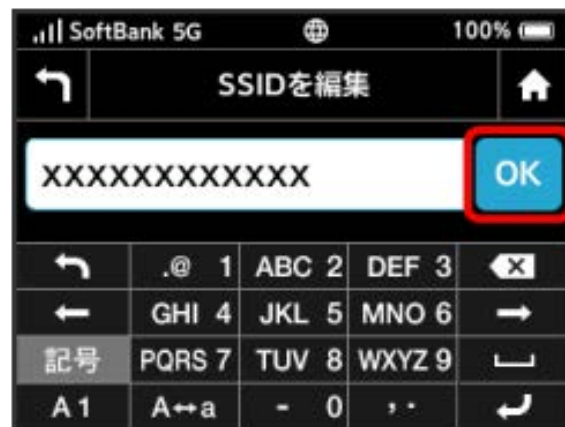 SoftBank 5G 100%
SSIDを編集
XXXXXXXXXXXXX OK
.@ 1 ABC 2 DEF 3
GHI 4 JKL 5 MNO 6
記号 PQRS 7 TUV 8 WXYZ 9
A 1 A↔a - 0 , .